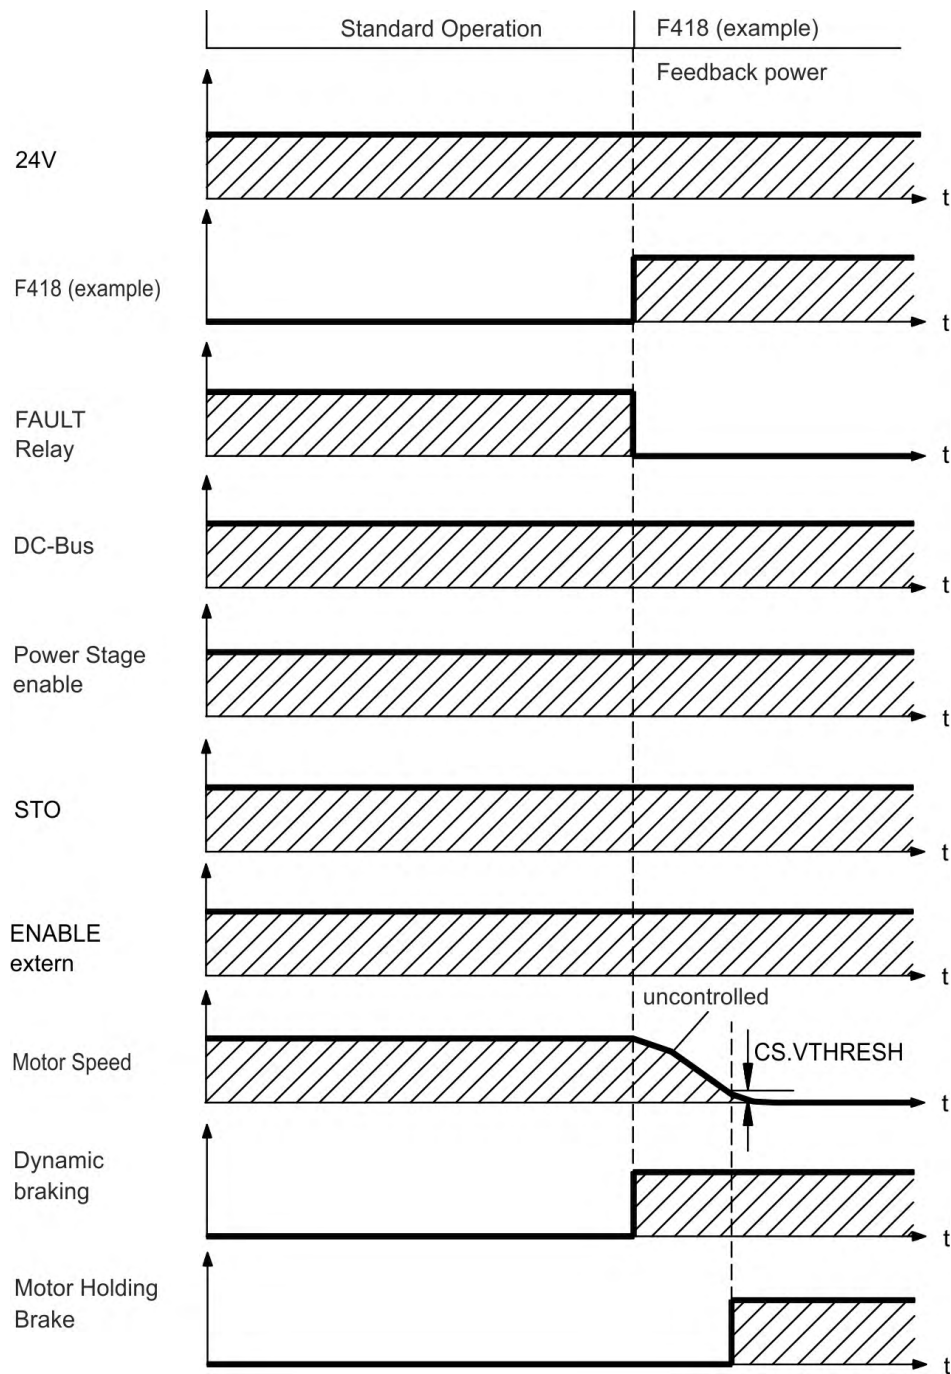 Standard Operation
F418 (example)
Feedback power
24V
t
F418 (example)
t
FAULT
Relay
t
DC-Bus
t
Power Stage
enable
t
STO
t
ENABLE
extern
t
uncontrolled
Motor Speed
CS.VTHRESH
t
Dynamic
braking
t
Motor Holding
Brake
t